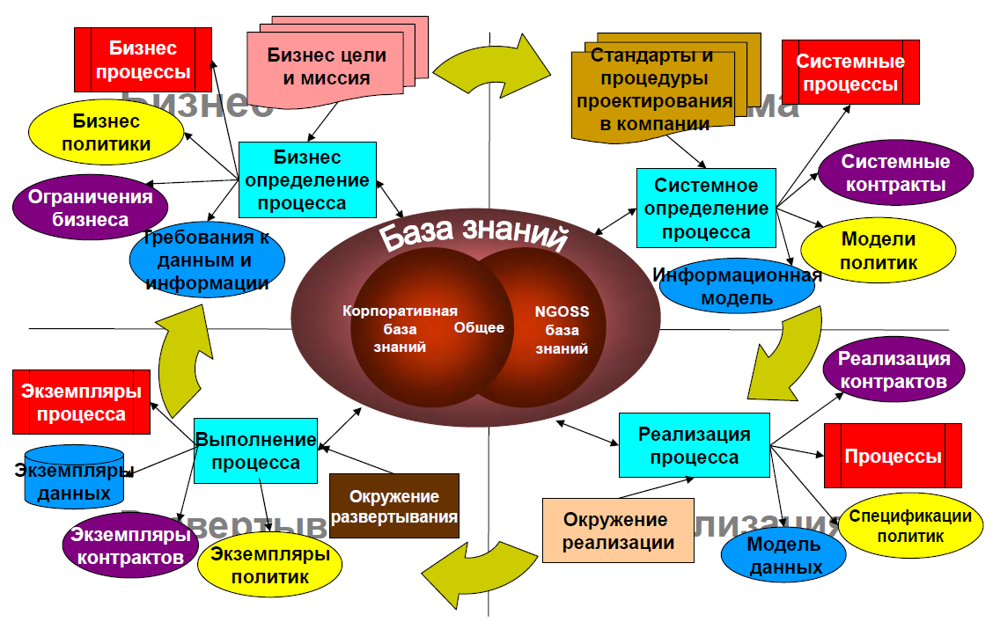 Бизнес
процессы
Бизнес цели
и миссия
Бизнес
Бизнес
политики
Ограничения
бизнеса
Требования к
данным и
информации
Бизнес
определение
процесса
Стандарты и
процедуры
проектирования
в компании
Системные
процессы
Системные
контракты
Системное
определение
процесса
Модели
политик
Информационная
модель
База знаний
Корпоративная
база
знаний
Общее
NGOSS
база
знаний
Экземпляры
процесса
Экземпляры
данных
Экземпляры
контрактов
Экземпляры
политик
Выполнение
процесса
Окружение
развертывания
Реализация
контрактов
Реализация
процесса
Процессы
Спецификации
политик
Модель
данных
Окружение
реализации